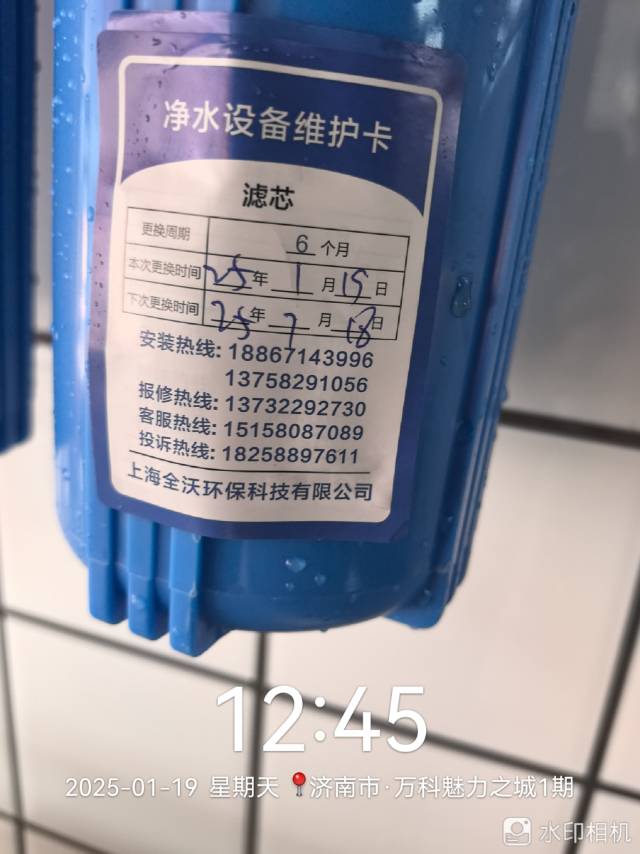 净水设备维护卡
滤芯
更换周期 6 个月
本次更换时间 25 年 1 月 19 日
下次更换时间 25 年 7 月 18 日
安装热线: 18867143996
13758291056
报修热线: 13732292730
客服热线: 15158087089
投诉热线: 18258897611
上海全沃环保科技有限公司
12:45
2025-01-19 星期天 📍济南市·万科魅力之城1期
水印相机